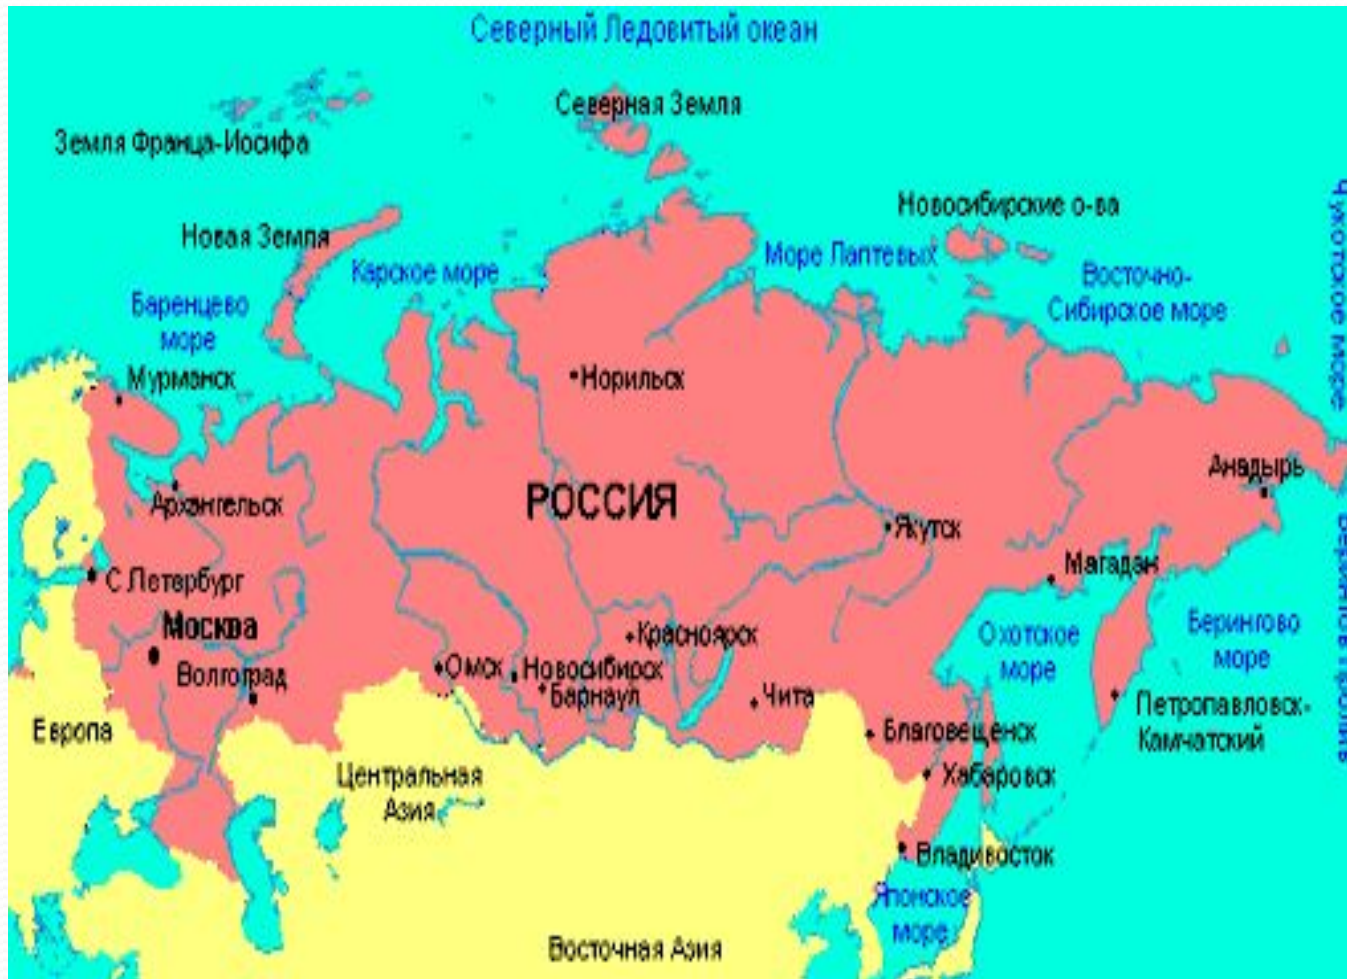 Северный Ледовитый океан
Северная Земля
Земля Франца-Иосифа
Новосибирские о-ва
Новая Земля
Карское море
Море Лаптевых
Восточно-
Сибирское море
Чукотское море
Баренцево
море
Мурманск
Норильск
Анадырь
Архангельск
РОССИЯ
Якутск
Магадан
Берингов пролив
С.Петербург
Москва
Красноярск
Охотское
море
Берингово
море
Волгоград
Омск
Новосибирск
Барнаул
Чита
Петропавловск-
Камчатский
Европа
Благовещенск
Хабаровск
Центральная
Азия
Владивосток
Японское
море
Восточная Азия